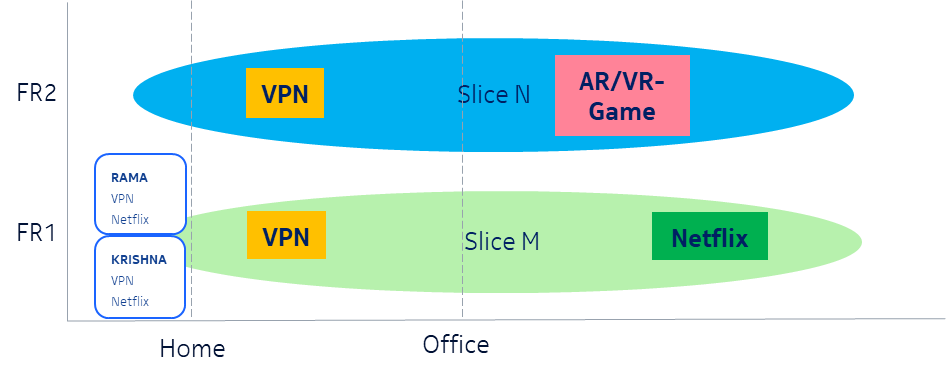 FR2
VPN
Slice N
AR/VR-
Game
RAMA
VPN
Netflix
FR1
VPN
Slice M
Netflix
KRISHNA
VPN
Netflix
Home
Office